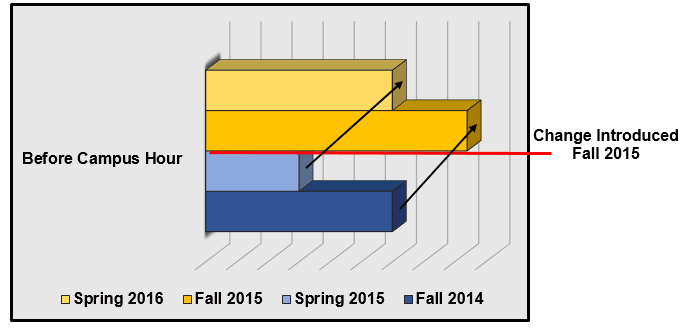 Before Campus Hour
Change Introduced
Fall 2015
Spring 2016 Fall 2015 Spring 2015 Fall 2014